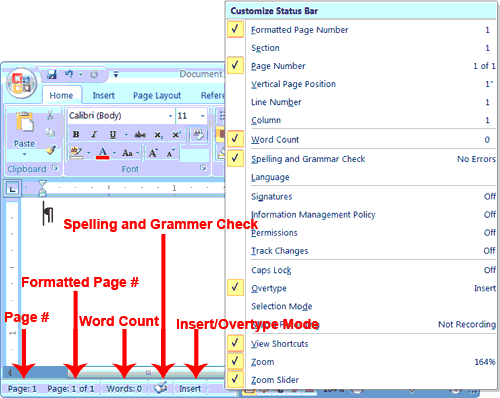 Customize Status Bar
Formatted Page Number 1
Section 1
Page Number 1 of 1
Vertical Page Position 1"
Line Number 1
Column 1
Word Count 0
Spelling and Grammar Check No Errors
Language
Signatures Off
Information Management Policy Off
Permissions Off
Track Changes Off
Caps Lock Off
Overtype Insert
Selection Mode
Not Recording
View Shortcuts
Zoom 164%
Zoom Slider
Document
Home Insert Page Layout Refere
Calibri (Body) 11
B I U abc x₂ x²
A Aa A A
Paste
Clipboard Font
L 1
¶
Spelling and Grammer Check
Formatted Page #
Page # Word Count Insert/Overtype Mode
Page: 1 Page: 1 of 1 Words: 0 Insert 164%